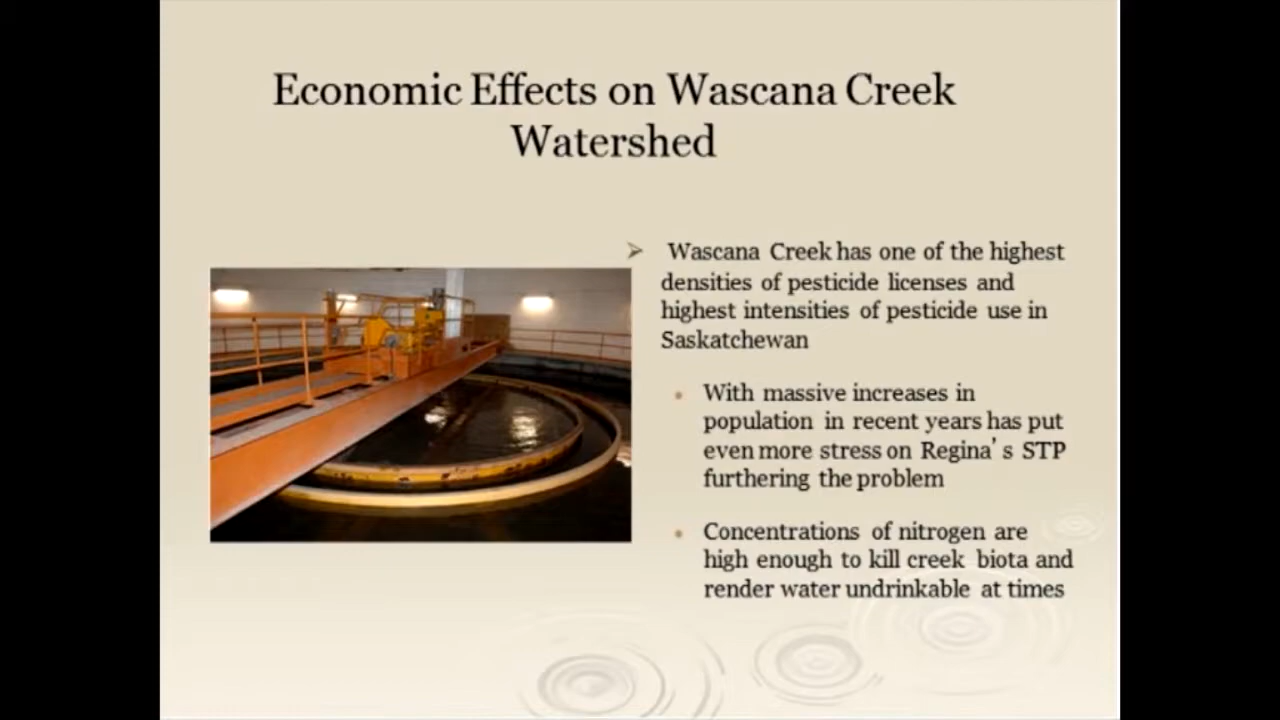 Economic Effects on Wascana Creek
Watershed
Wascana Creek has one of the highest
densities of pesticide licenses and
highest intensities of pesticide use in
Saskatchewan
With massive increases in
population in recent years has put
even more stress on Regina's STP
furthering the problem
Concentrations of nitrogen are
high enough to kill creek biota and
render water undrinkable at times